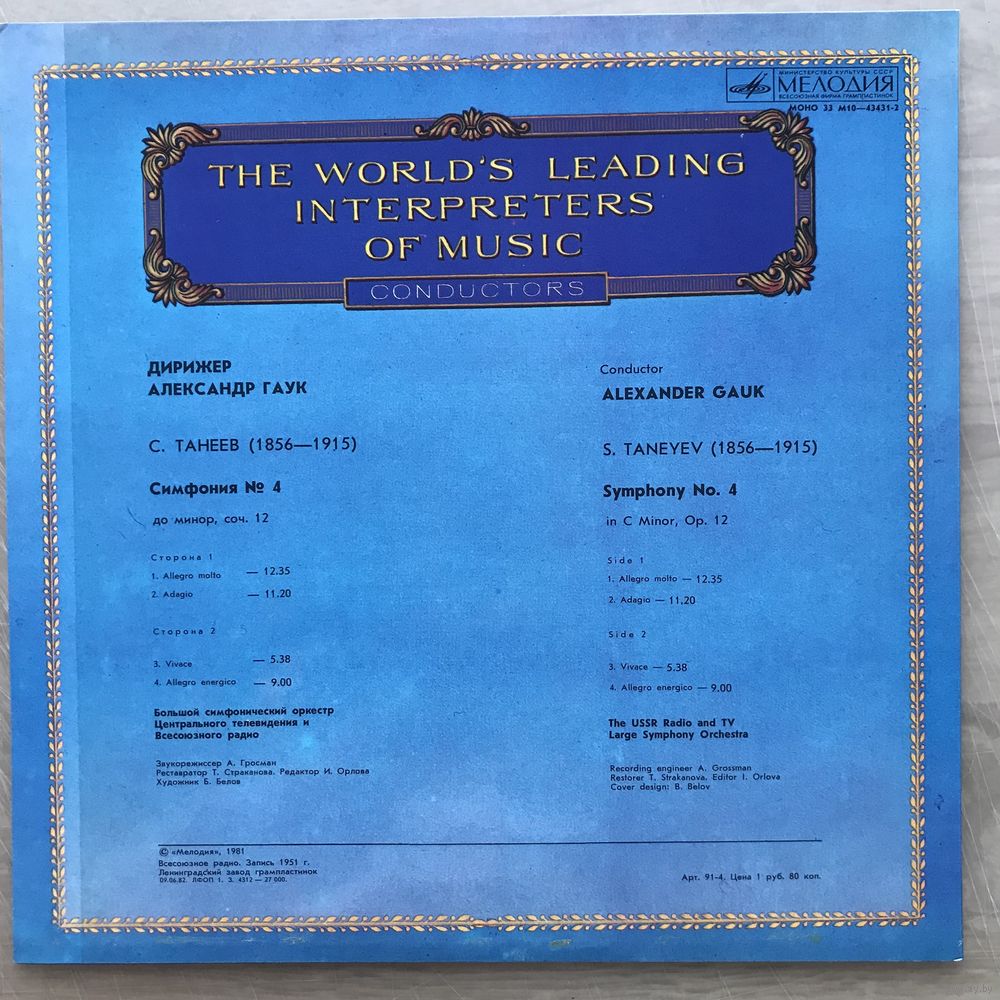 МИНИСТЕРСТВО КУЛЬТУРЫ СССР
МЕЛОДИЯ
ВСЕСОЮЗНАЯ ФИРМА ГРАМПЛАСТИНОК
МОНО 33 М10—43431-2
THE WORLD'S LEADING
INTERPRETERS
OF MUSIC
CONDUCTORS
ДИРИЖЕР
АЛЕКСАНДР ГАУК
С. ТАНЕЕВ (1856—1915)
Симфония № 4
до минор, соч. 12
Сторона 1
1. Allegro molto — 12.35
2. Adagio — 11.20
Сторона 2
3. Vivace — 5.38
4. Allegro energico — 9.00
Большой симфонический оркестр
Центрального телевидения и
Всесоюзного радио
Звукорежиссер А. Гросман
Реставратор Т. Страканова. Редактор И. Орлова
Художник Б. Белов
Conductor
ALEXANDER GAUK
S. TANEYEV (1856—1915)
Symphony No. 4
in C Minor, Op. 12
Side 1
1. Allegro molto — 12.35
2. Adagio — 11.20
Side 2
3. Vivace — 5.38
4. Allegro energico — 9.00
The USSR Radio and TV
Large Symphony Orchestra
Recording engineer A. Grossman
Restorer T. Strakanova. Editor I. Orlova
Cover design: B. Belov
© «Мелодия», 1981
Всесоюзное радио. Запись 1951 г.
Ленинградский завод грампластинок
09.06.82. ЛФОП 1. З. 4312 — 27 000.
Арт. 91-4. Цена 1 руб. 80 коп.